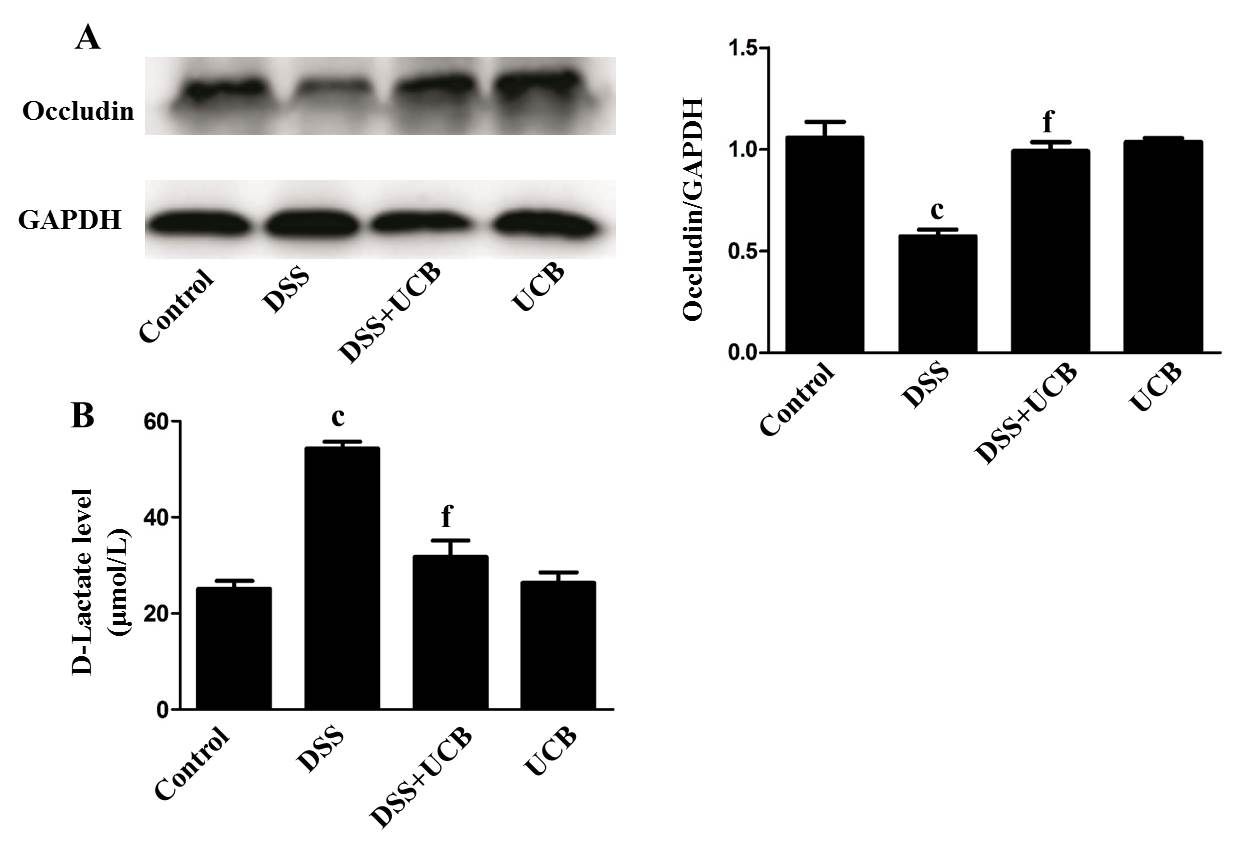 A
Occludin
GAPDH
Control
DSS
DSS+UCB
UCB
Occludin/GAPDH
1.5
1.0
0.5
0.0
c
f
Control
DSS
DSS+UCB
UCB
B
D-Lactate level
(μmol/L)
60
40
20
0
c
f
Control
DSS
DSS+UCB
UCB